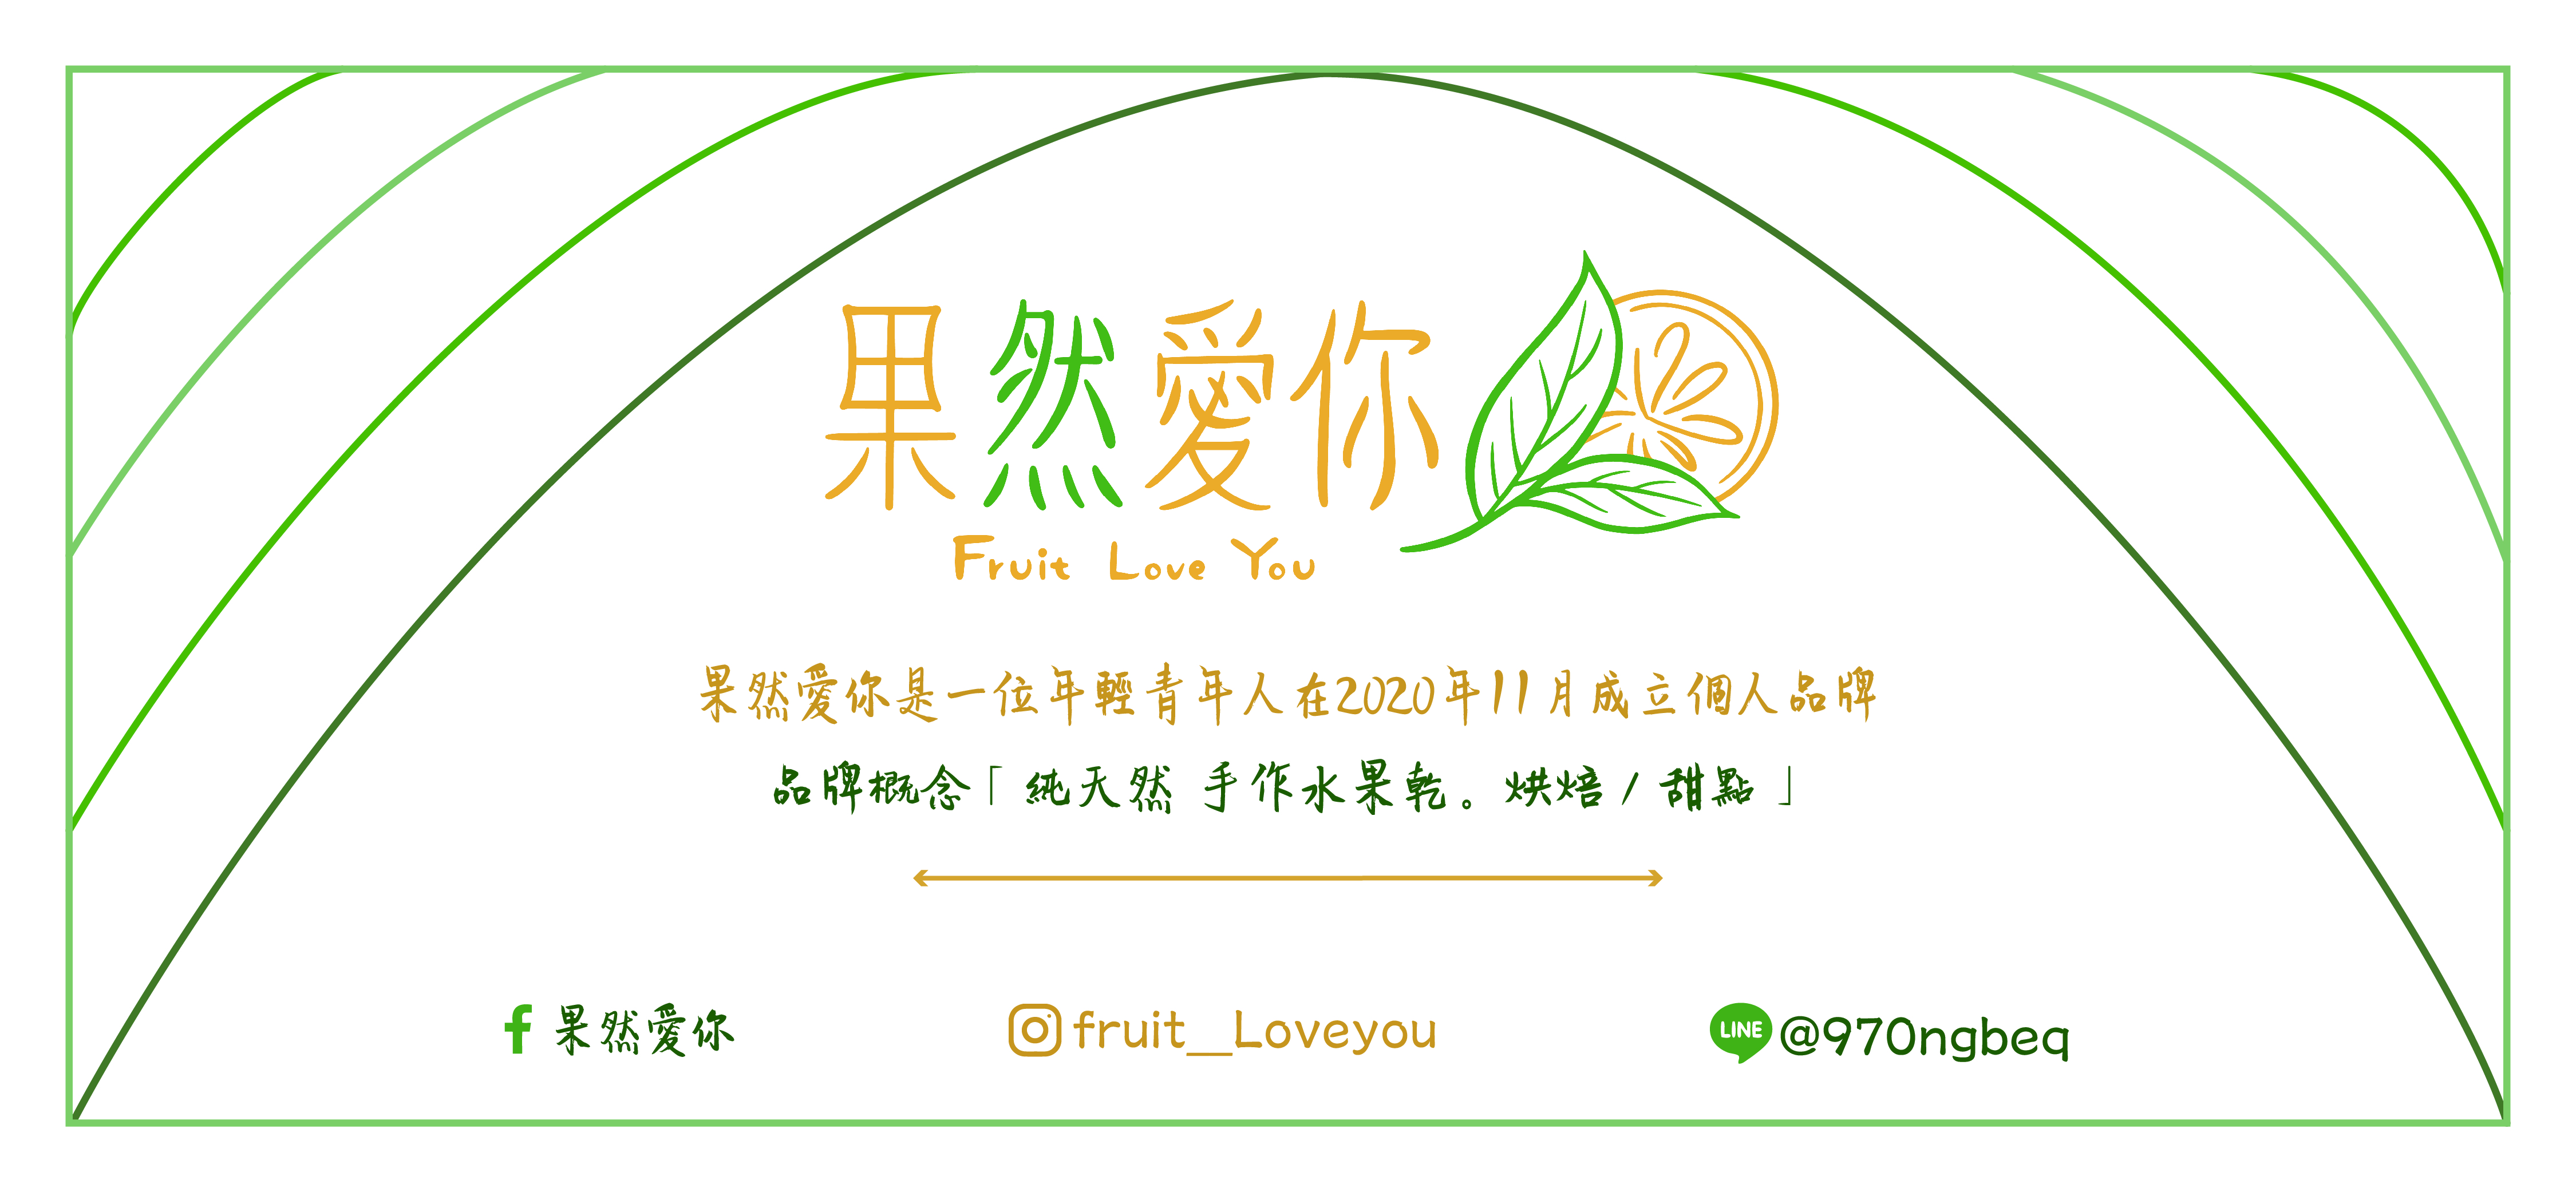 果然愛你
Fruit Love You
果然愛你是一位年輕青年人在2020年11月成立個人品牌
品牌概念「純天然 手作水果乾。烘焙/甜點」
果然愛你
fruit__Loveyou
LINE @970ngbeq